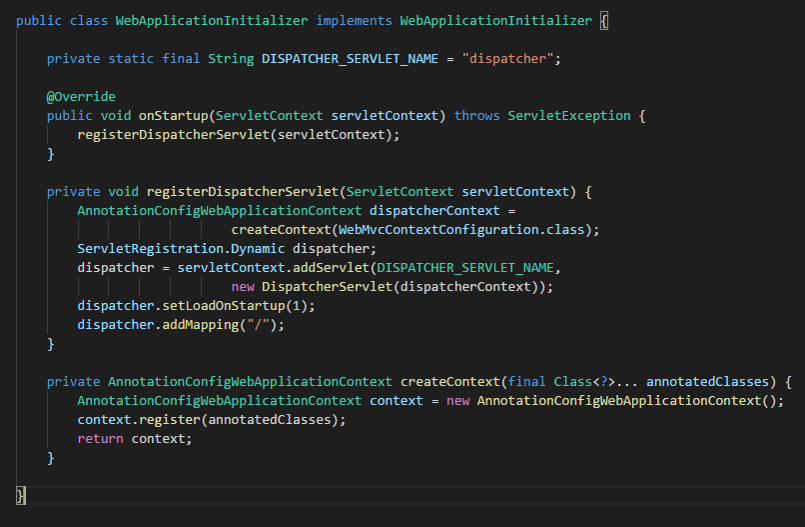 public class WebApplicationInitializer implements WebApplicationInitializer {
private static final String DISPATCHER_SERVLET_NAME = "dispatcher";
@Override
public void onStartup(ServletContext servletContext) throws ServletException {
registerDispatcherServlet(servletContext);
}
private void registerDispatcherServlet(ServletContext servletContext) {
AnnotationConfigWebApplicationContext dispatcherContext =
createContext(WebMvcContextConfiguration.class);
ServletRegistration.Dynamic dispatcher;
dispatcher = servletContext.addServlet(DISPATCHER_SERVLET_NAME,
new DispatcherServlet(dispatcherContext));
dispatcher.setLoadOnStartup(1);
dispatcher.addMapping("/");
}
private AnnotationConfigWebApplicationContext createContext(final Class<?>... annotatedClasses) {
AnnotationConfigWebApplicationContext context = new AnnotationConfigWebApplicationContext();
context.register(annotatedClasses);
return context;
}
}